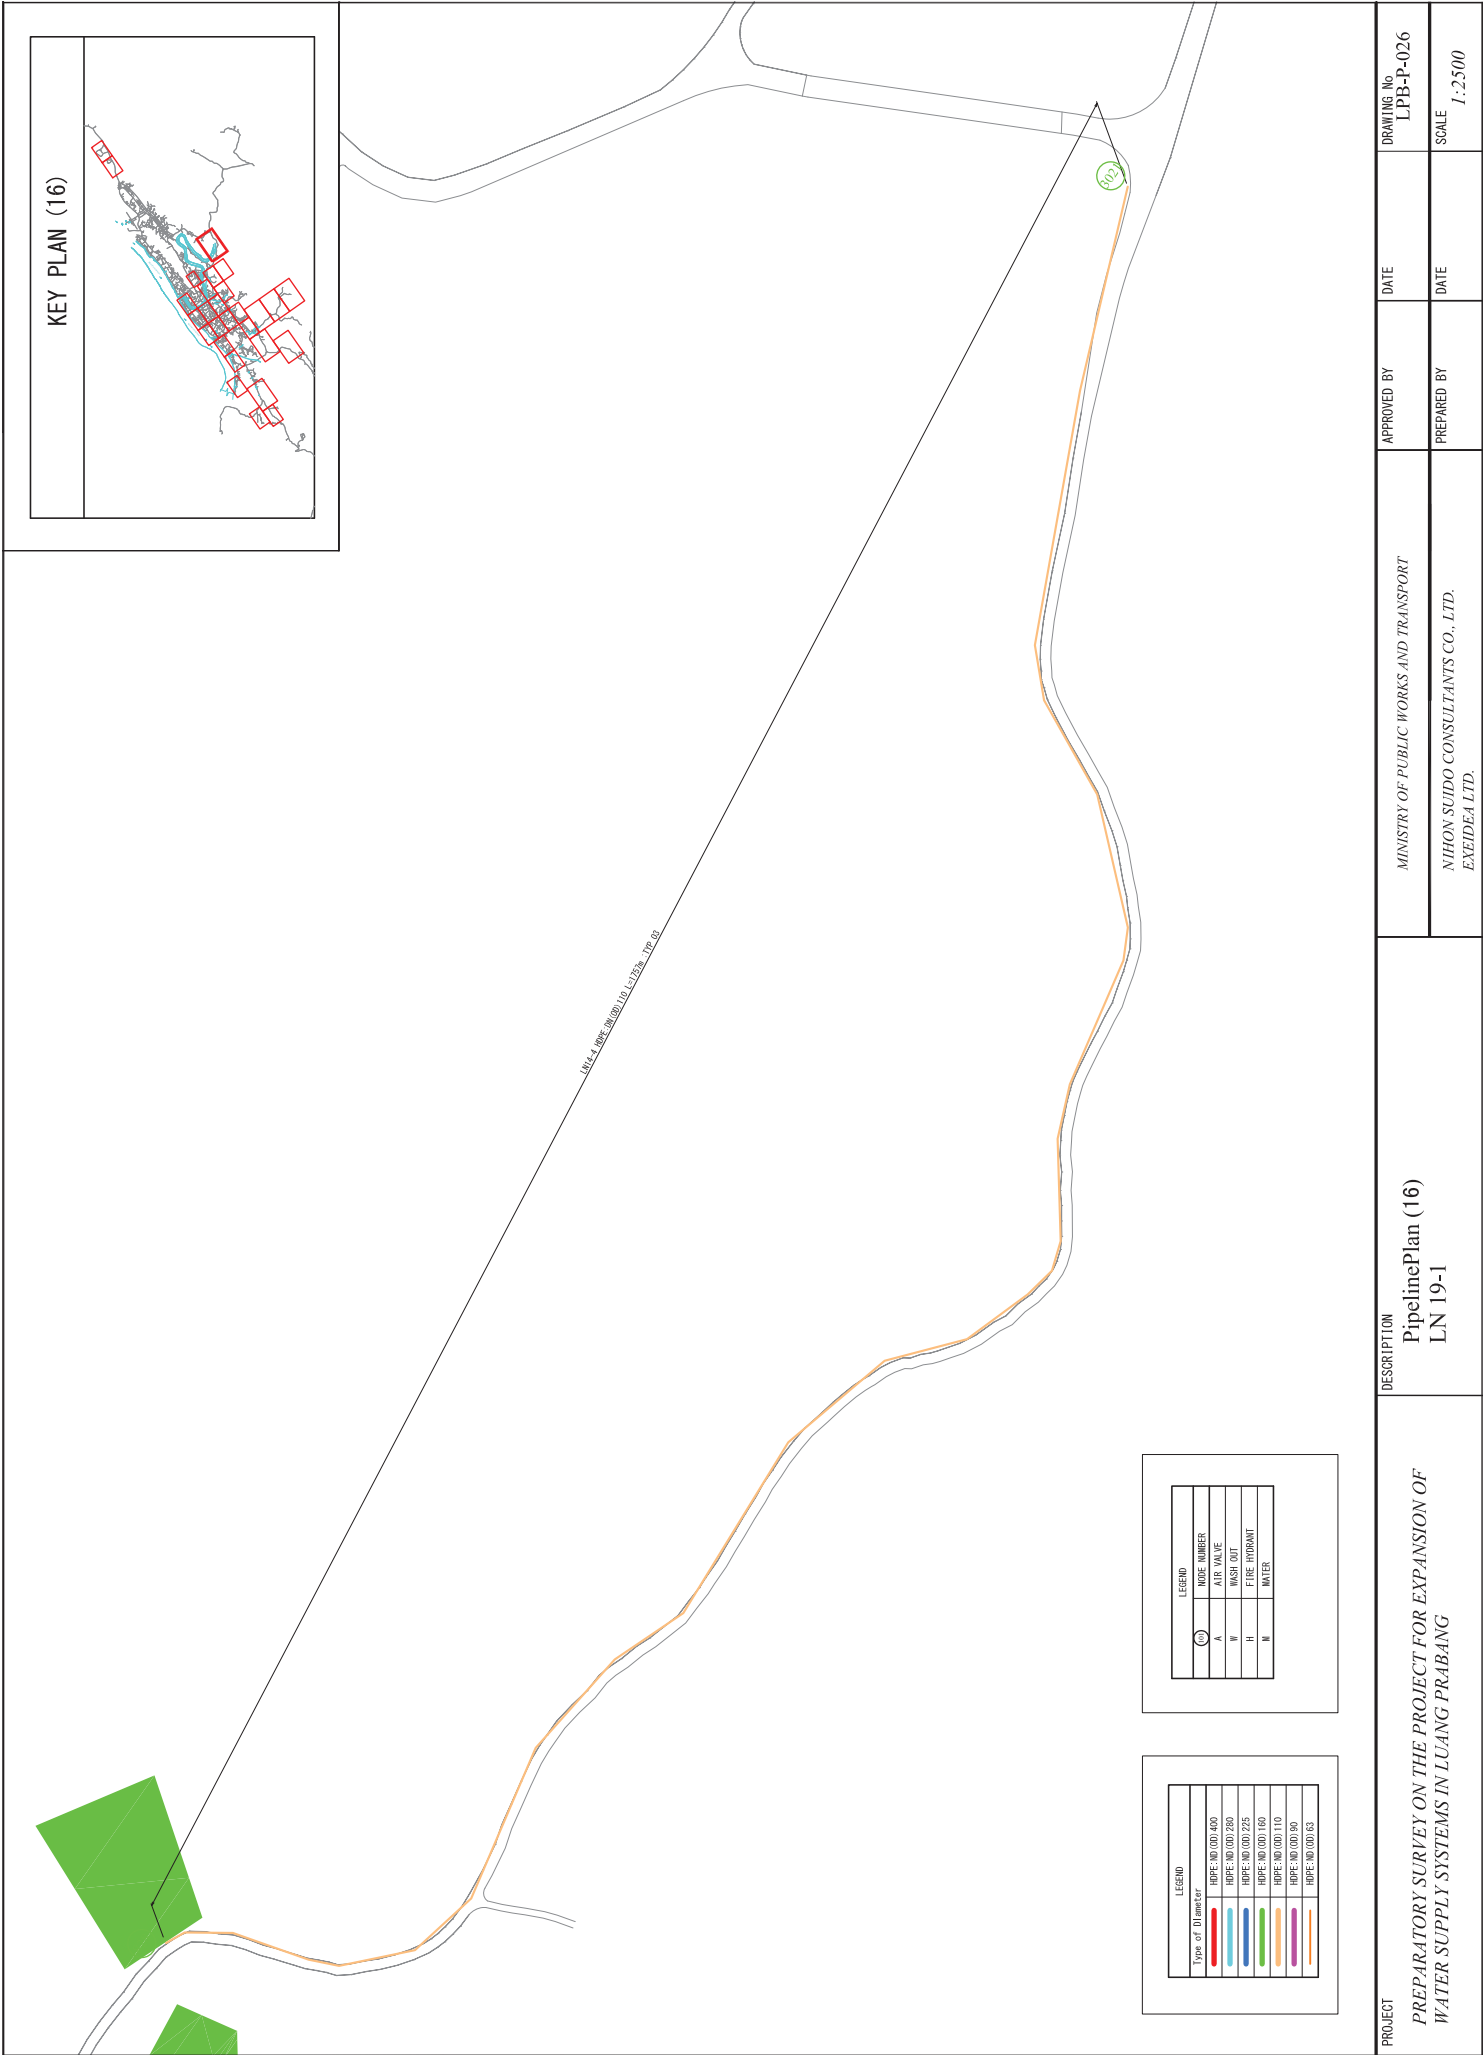 KEY PLAN (16)
302
LN14-4 HDPE:DN(OD)110 L=1757m :TYP.03
LEGEND
Type of Diameter
HDPE:ND(OD)400
HDPE:ND(OD)280
HDPE:ND(OD)225
HDPE:ND(OD)160
HDPE:ND(OD)110
HDPE:ND(OD)90
HDPE:ND(OD)63
LEGEND
101 NODE NUMBER
A AIR VALVE
W WASH OUT
H FIRE HYDRANT
M MATER
PROJECT
PREPARATORY SURVEY ON THE PROJECT FOR EXPANSION OF
WATER SUPPLY SYSTEMS IN LUANG PRABANG
DESCRIPTION
PipelinePlan (16)
LN 19-1
MINISTRY OF PUBLIC WORKS AND TRANSPORT
NIHON SUIDO CONSULTANTS CO., LTD.
EXEIDEA LTD.
APPROVED BY
DATE
DRAWING No
LPB-P-026
PREPARED BY
DATE
SCALE
1:2500